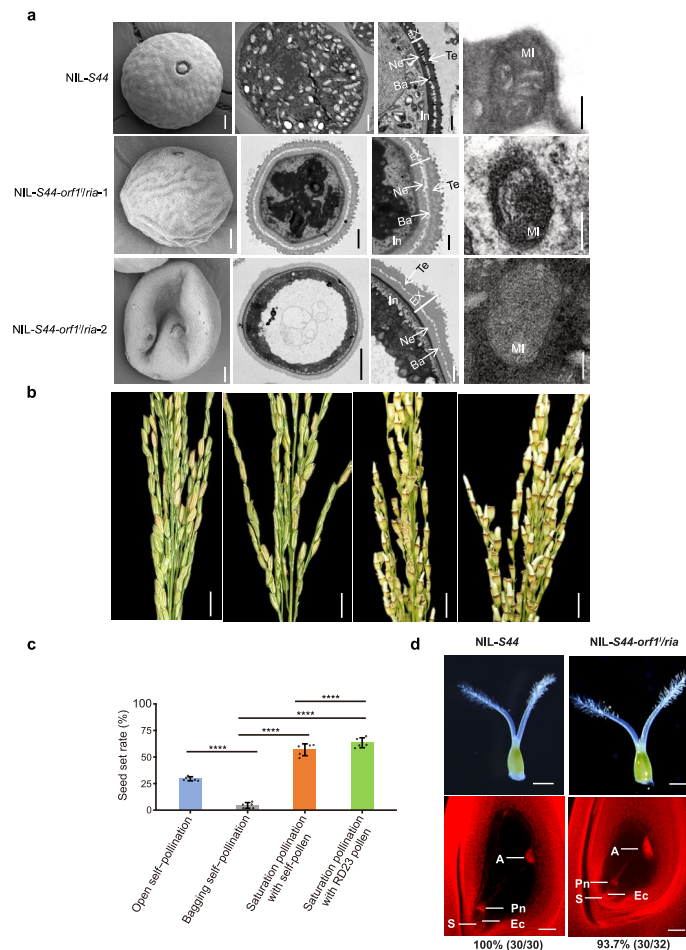 a
NIL-S44
EX
Ne
Te
Ba
In
MI
NIL-S44-orf1ⁱ/ria-1
EX
Ne
Te
Ba
In
MI
NIL-S44-orf1ⁱ/ria-2
Te
In
EX
Ne
Ba
MI
b
c
Seed set rate (%)
100
75
50
25
0
****
****
****
****
Open self-pollination
Bagging self-pollination
Saturation pollination
with self-pollen
Saturation pollination
with RD23 pollen
d
NIL-S44
NIL-S44-orf1ⁱ/ria
A
Pn
S
Ec
A
Pn
S
Ec
100% (30/30)
93.7% (30/32)